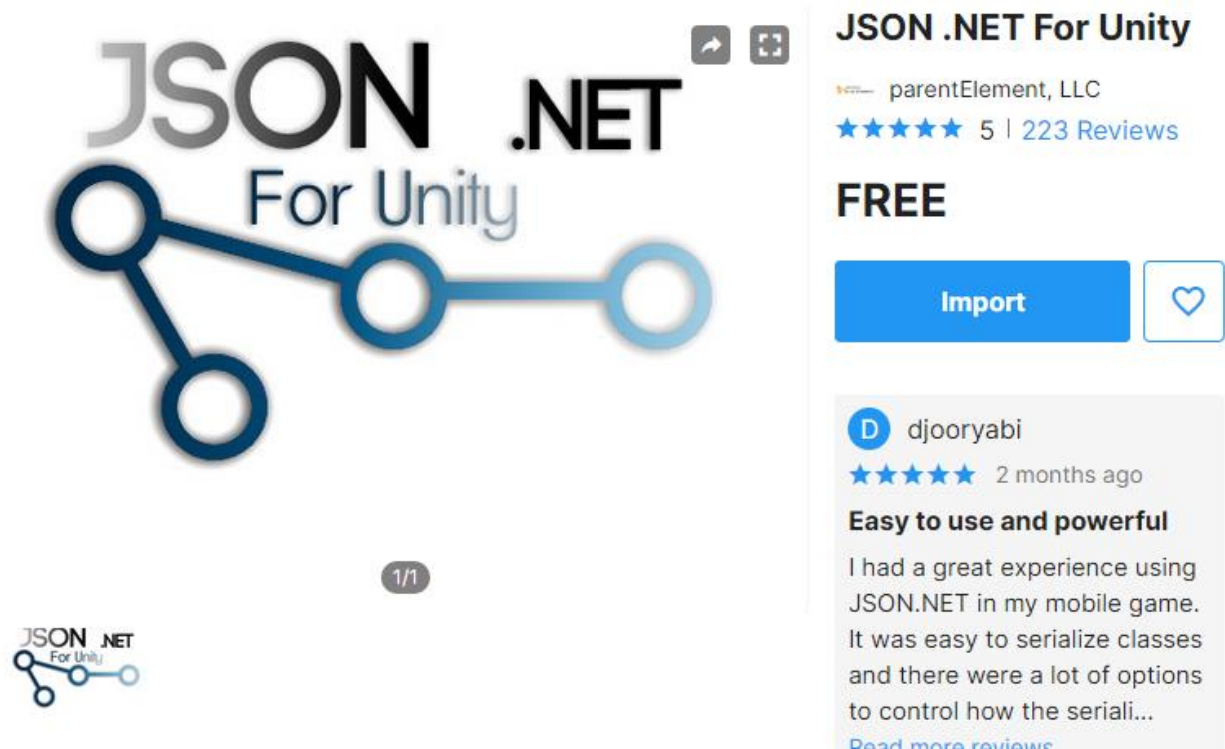 JSON .NET
For Unity
1/1
JSON .NET
For Unity
JSON .NET For Unity
parentElement, LLC
5 | 223 Reviews
FREE
Import
D djooryabi
2 months ago
Easy to use and powerful
I had a great experience using
JSON.NET in my mobile game.
It was easy to serialize classes
and there were a lot of options
to control how the seriali...
Read more reviews